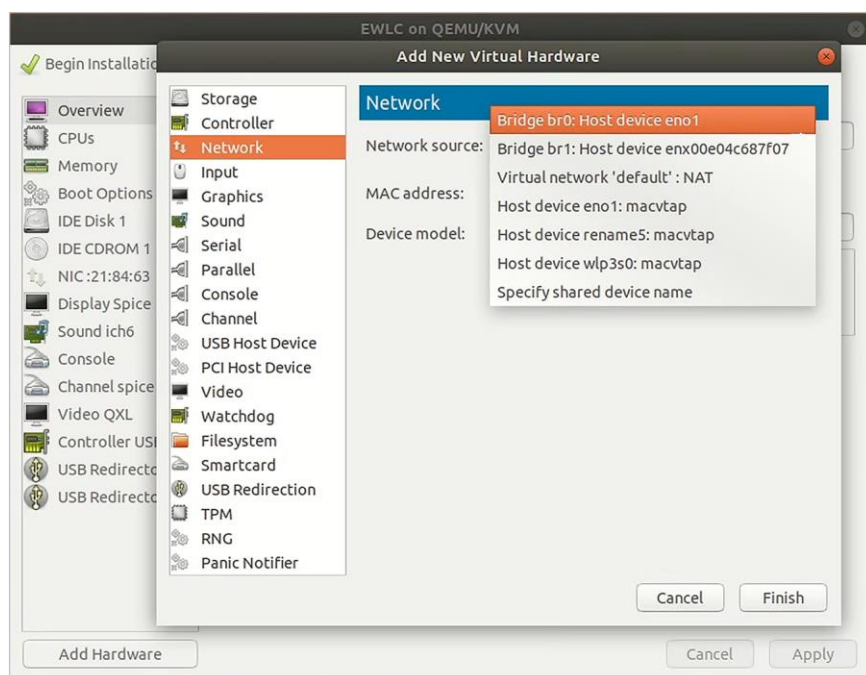 EWLC on QEMU/KVM
Add New Virtual Hardware
Begin Installatio
Overview
CPUs
Memory
Boot Options
IDE Disk 1
IDE CDROM 1
NIC :21:84:63
Display Spice
Sound ich6
Console
Channel spice
Video QXL
Controller USB
USB Redirecto
USB Redirecto
Add Hardware
Storage
Controller
Network
Input
Graphics
Sound
Serial
Parallel
Console
Channel
USB Host Device
PCI Host Device
Video
Watchdog
Filesystem
Smartcard
USB Redirection
TPM
RNG
Panic Notifier
Network
Network source:
MAC address:
Device model:
Bridge br0: Host device eno1
Bridge br1: Host device enx00e04c687f07
Virtual network 'default' : NAT
Host device eno1: macvtap
Host device rename5: macvtap
Host device wlp3s0: macvtap
Specify shared device name
Cancel
Finish
Cancel
Apply